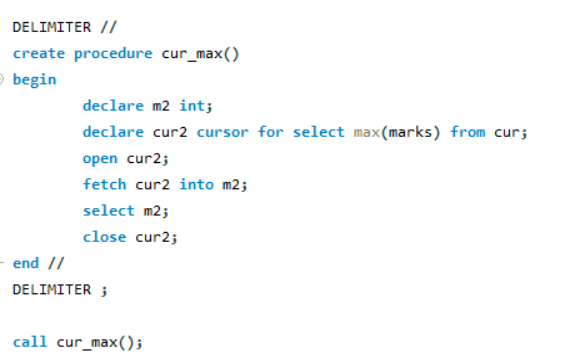 DELIMITER //
create procedure cur_max()
begin
declare m2 int;
declare cur2 cursor for select max(marks) from cur;
open cur2;
fetch cur2 into m2;
select m2;
close cur2;
end //
DELIMITER ;
call cur_max();